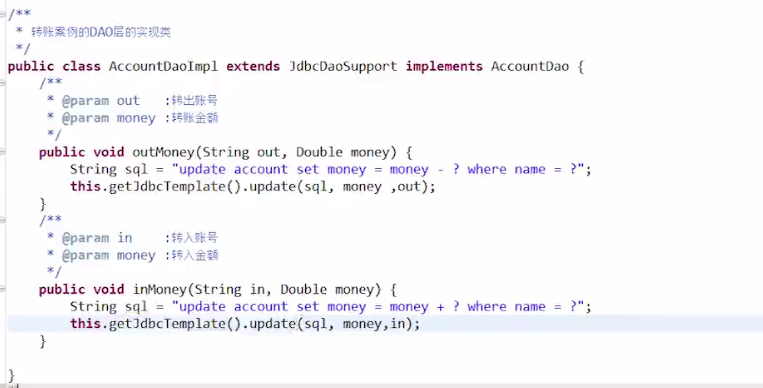 /**
 * 转账案例的DAO层的实现类
 */
public class AccountDaoImpl extends JdbcDaoSupport implements AccountDao {
    /**
     * @param out   :转出账号
     * @param money :转账金额
     */
    public void outMoney(String out, Double money) {
        String sql = "update account set money = money - ? where name = ?";
        this.getJdbcTemplate().update(sql, money ,out);
    }
    /**
     * @param in    :转入账号
     * @param money :转入金额
     */
    public void inMoney(String in, Double money) {
        String sql = "update account set money = money + ? where name = ?";
        this.getJdbcTemplate().update(sql, money,in);
    }
}